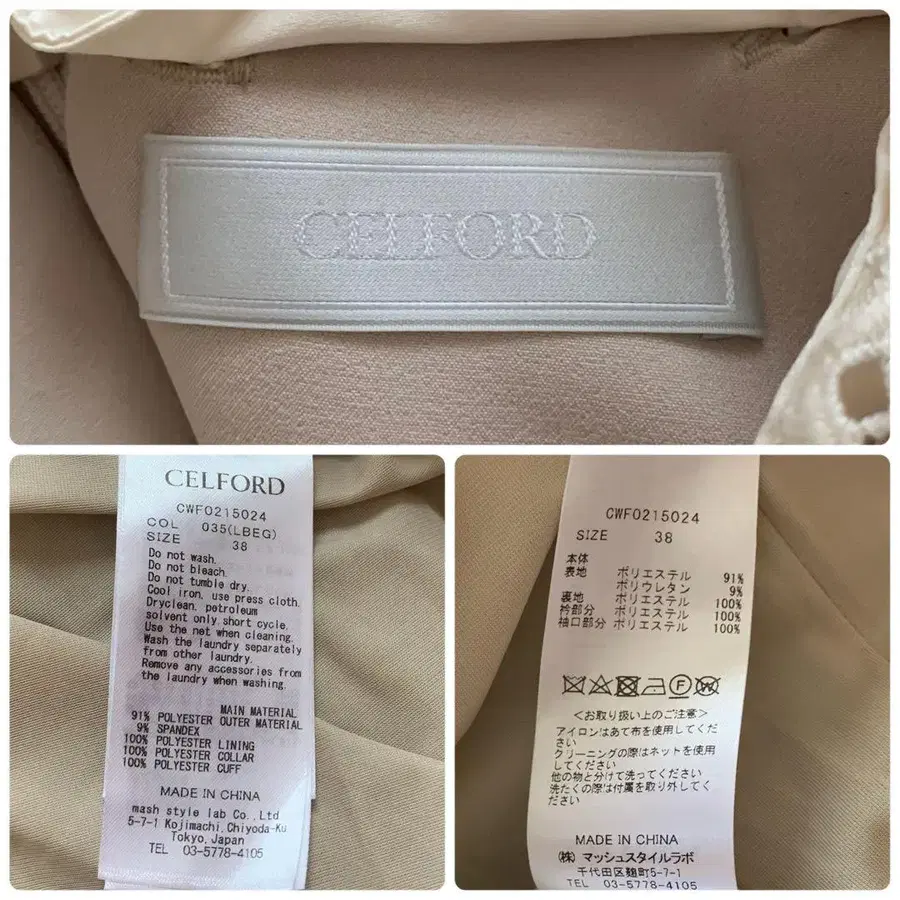 CELFORD
CELFORD
CWF0215024
COL 035(LBEG)
SIZE 38
Do not wash.
Do not bleach.
Do not tumble dry.
Cool iron. use press cloth.
Dryclean. petroleum
solvent only.short cycle.
Use the net when cleaning.
Wash the laundry separately
from other laundry.
Remove any accessories from
the laundry when washing.
MAIN MATERIAL
91% POLYESTER OUTER MATERIAL
9% SPANDEX
100% POLYESTER LINING
100% POLYESTER COLLAR
100% POLYESTER CUFF
MADE IN CHINA
mash style lab Co.,Ltd
5-7-1 Kojimachi,Chiyoda-Ku
Tokyo,Japan
TEL 03-5778-4105
CWF0215024
SIZE 38
本体
表地 ポリエステル 91%
ポリウレタン 9%
裏地 ポリエステル 100%
衿部分 ポリエステル 100%
袖口部分 ポリエステル 100%
<お取り扱い上のご注意>
アイロンはあて布を使用してくだ
さい
クリーニングの際はネットを使用
してください
他の物と分けて洗ってください
洗たくの際は付属を取り外してく
ださい
MADE IN CHINA
(株) マッシュスタイルラボ
千代田区麹町5-7-1
TEL 03-5778-4105